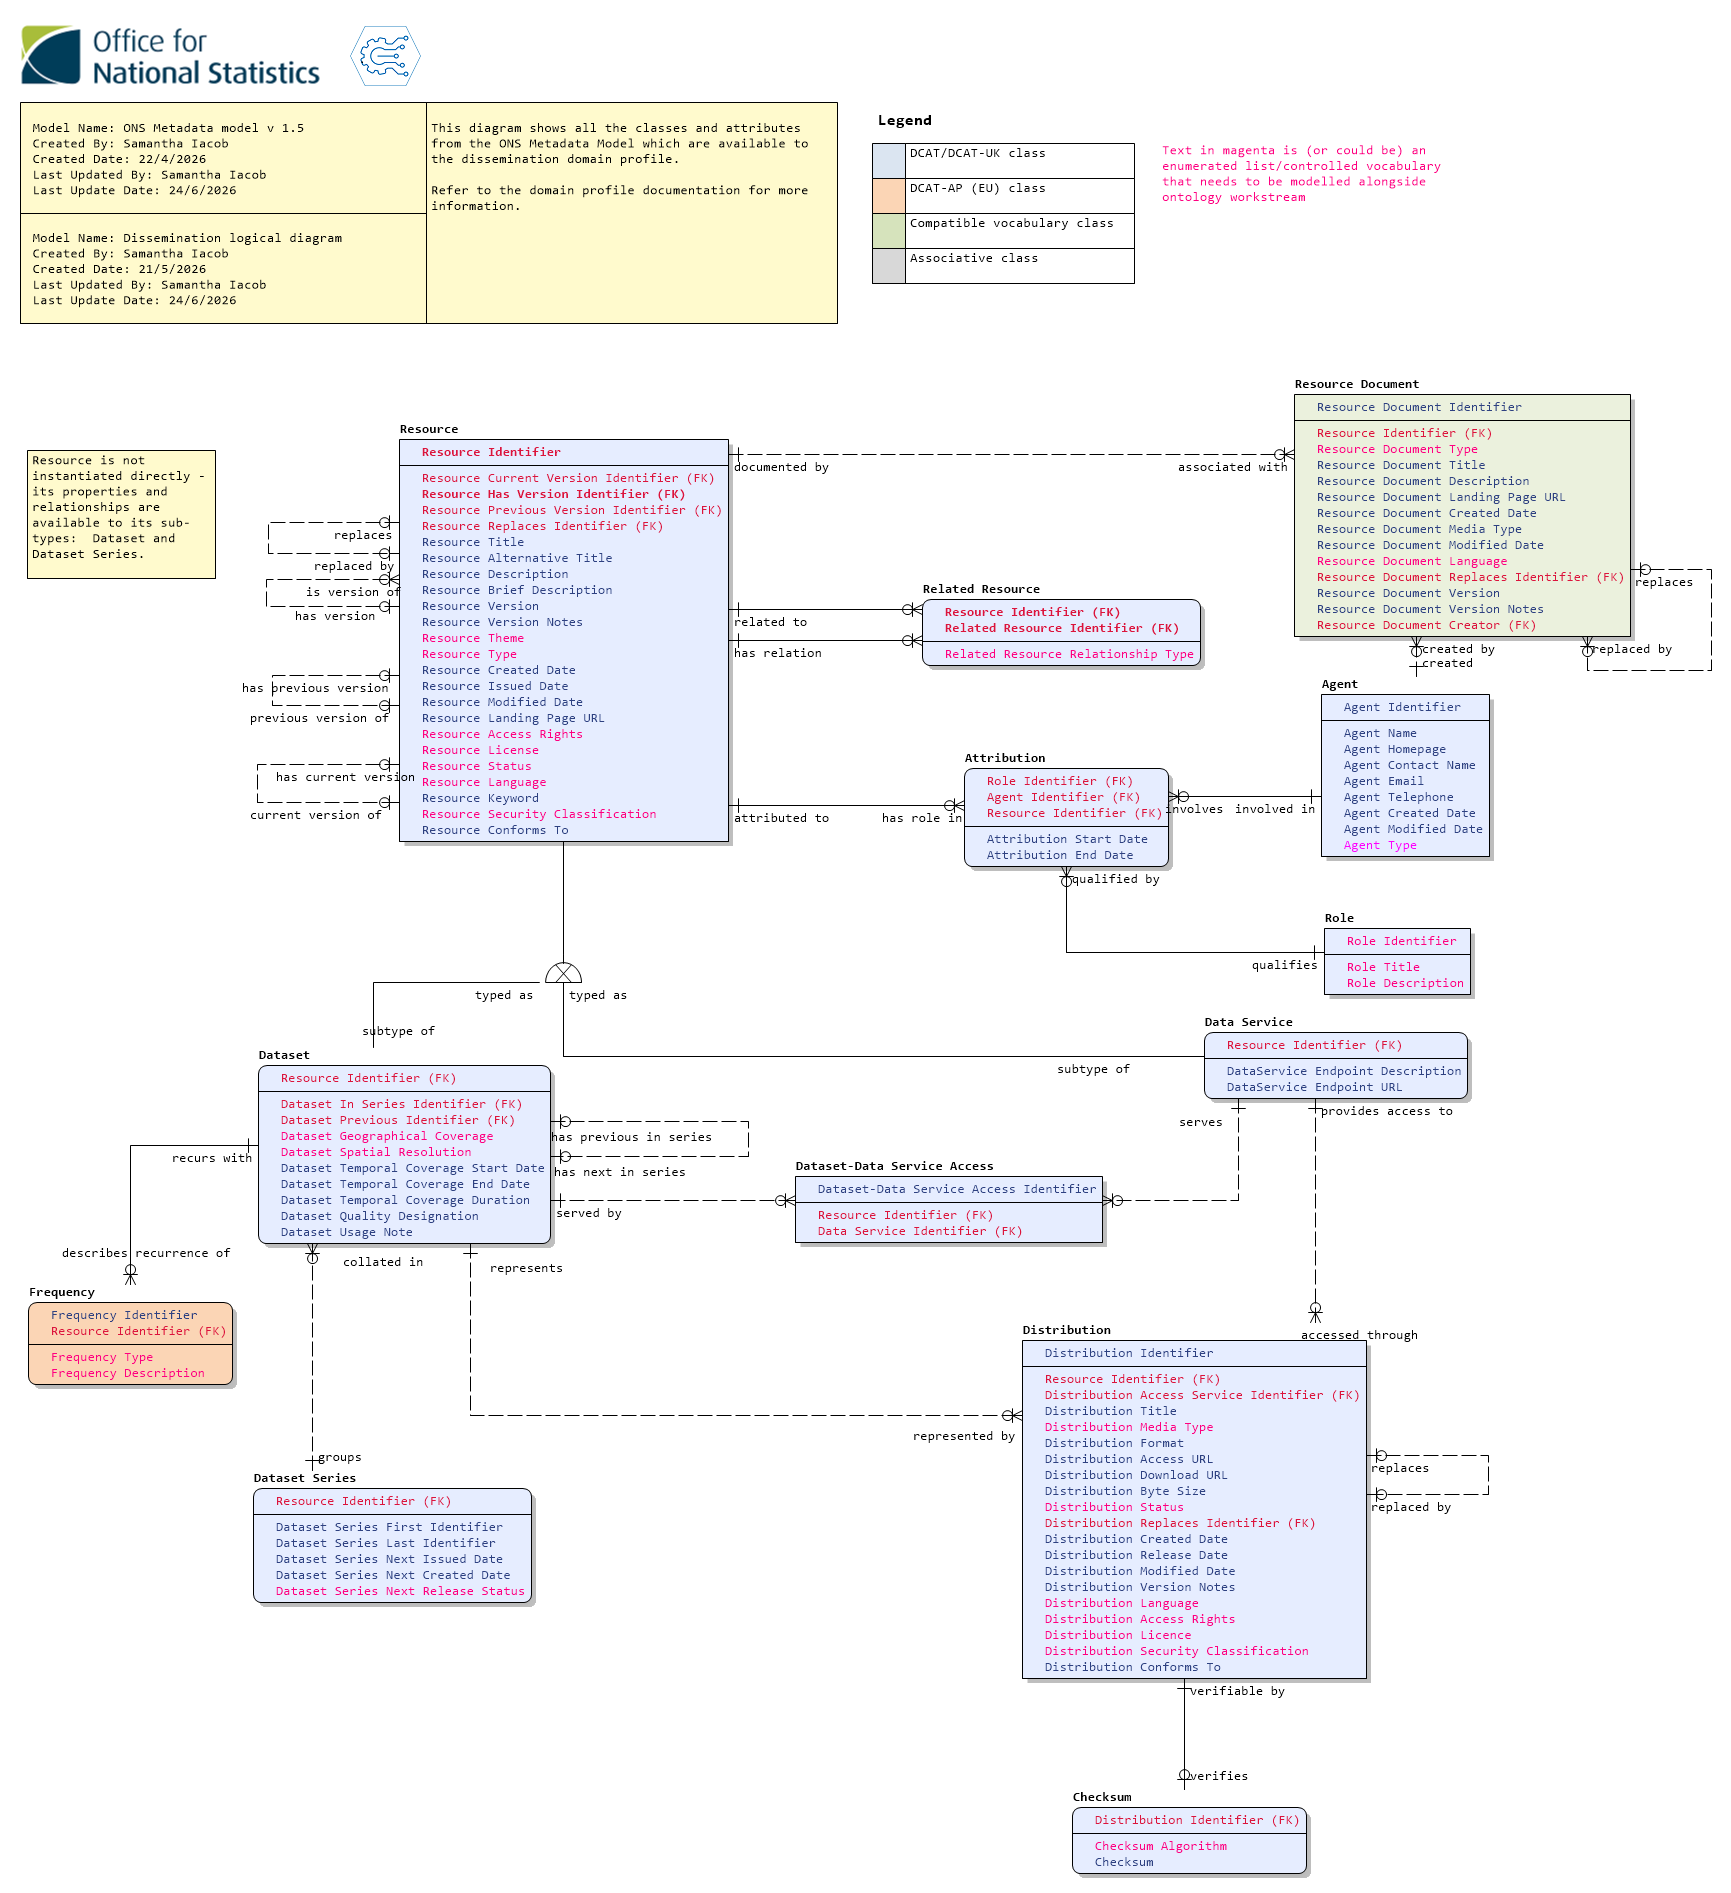 Office for
National Statistics
Model Name: ONS Metadata model v 1.5
Created By: Samantha Iacob
Created Date: 22/4/2026
Last Updated By: Samantha Iacob
Last Update Date: 24/6/2026
Model Name: Dissemination logical diagram
Created By: Samantha Iacob
Created Date: 21/5/2026
Last Updated By: Samantha Iacob
Last Update Date: 24/6/2026
This diagram shows all the classes and attributes
from the ONS Metadata Model which are available to
the dissemination domain profile.
Refer to the domain profile documentation for more
information.
Legend
DCAT/DCAT-UK class
DCAT-AP (EU) class
Compatible vocabulary class
Associative class
Text in magenta is (or could be) an
enumerated list/controlled vocabulary
that needs to be modelled alongside
ontology workstream
Resource is not
instantiated directly -
its properties and
relationships are
available to its sub-
types:  Dataset and
Dataset Series.
Resource
Resource Identifier
Resource Current Version Identifier (FK)
Resource Has Version Identifier (FK)
Resource Previous Version Identifier (FK)
Resource Replaces Identifier (FK)
Resource Title
Resource Alternative Title
Resource Description
Resource Brief Description
Resource Version
Resource Version Notes
Resource Theme
Resource Type
Resource Created Date
Resource Issued Date
Resource Modified Date
Resource Landing Page URL
Resource Access Rights
Resource License
Resource Status
Resource Language
Resource Keyword
Resource Security Classification
Resource Conforms To
replaces
replaced by
is version of
has version
has previous version
previous version of
has current version
current version of
documented by
associated with
related to
has relation
attributed to
has role in
Resource Document
Resource Document Identifier
Resource Identifier (FK)
Resource Document Type
Resource Document Title
Resource Document Description
Resource Document Landing Page URL
Resource Document Created Date
Resource Document Media Type
Resource Document Modified Date
Resource Document Language
Resource Document Replaces Identifier (FK)
Resource Document Version
Resource Document Version Notes
Resource Document Creator (FK)
replaces
replaced by
created by
created
Related Resource
Resource Identifier (FK)
Related Resource Identifier (FK)
Related Resource Relationship Type
Agent
Agent Identifier
Agent Name
Agent Homepage
Agent Contact Name
Agent Email
Agent Telephone
Agent Created Date
Agent Modified Date
Agent Type
Attribution
Role Identifier (FK)
Agent Identifier (FK)
Resource Identifier (FK)
Attribution Start Date
Attribution End Date
involves
involved in
qualified by
qualifies
Role
Role Identifier
Role Title
Role Description
typed as
typed as
subtype of
subtype of
Data Service
Resource Identifier (FK)
DataService Endpoint Description
DataService Endpoint URL
serves
provides access to
accessed through
Dataset
Resource Identifier (FK)
Dataset In Series Identifier (FK)
Dataset Previous Identifier (FK)
Dataset Geographical Coverage
Dataset Spatial Resolution
Dataset Temporal Coverage Start Date
Dataset Temporal Coverage End Date
Dataset Temporal Coverage Duration
Dataset Quality Designation
Dataset Usage Note
has previous in series
has next in series
served by
recurs with
describes recurrence of
collated in
represents
represented by
groups
Dataset-Data Service Access
Dataset-Data Service Access Identifier
Resource Identifier (FK)
Data Service Identifier (FK)
Frequency
Frequency Identifier
Resource Identifier (FK)
Frequency Type
Frequency Description
Dataset Series
Resource Identifier (FK)
Dataset Series First Identifier
Dataset Series Last Identifier
Dataset Series Next Issued Date
Dataset Series Next Created Date
Dataset Series Next Release Status
Distribution
Distribution Identifier
Resource Identifier (FK)
Distribution Access Service Identifier (FK)
Distribution Title
Distribution Media Type
Distribution Format
Distribution Access URL
Distribution Download URL
Distribution Byte Size
Distribution Status
Distribution Replaces Identifier (FK)
Distribution Created Date
Distribution Release Date
Distribution Modified Date
Distribution Version Notes
Distribution Language
Distribution Access Rights
Distribution Licence
Distribution Security Classification
Distribution Conforms To
replaces
replaced by
verifiable by
verifies
Checksum
Distribution Identifier (FK)
Checksum Algorithm
Checksum